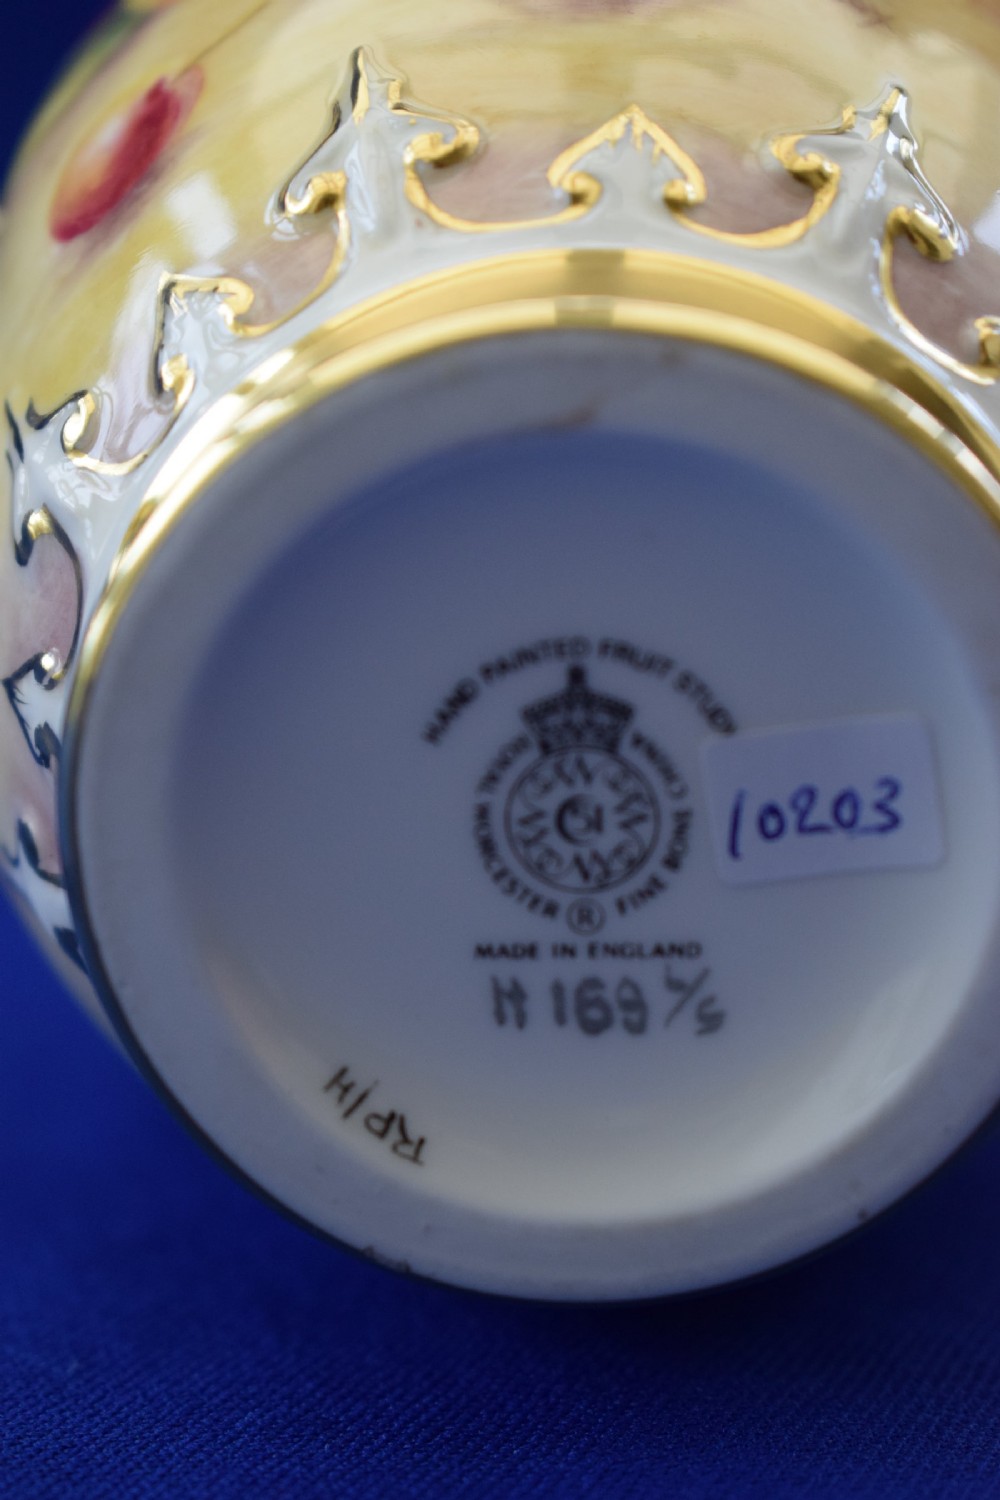 HAND PAINTED FRUIT STUDY
ROYAL WORCESTER ® FINE BONE CHINA
51
MADE IN ENGLAND
H 169 4/5
10203
RP/H